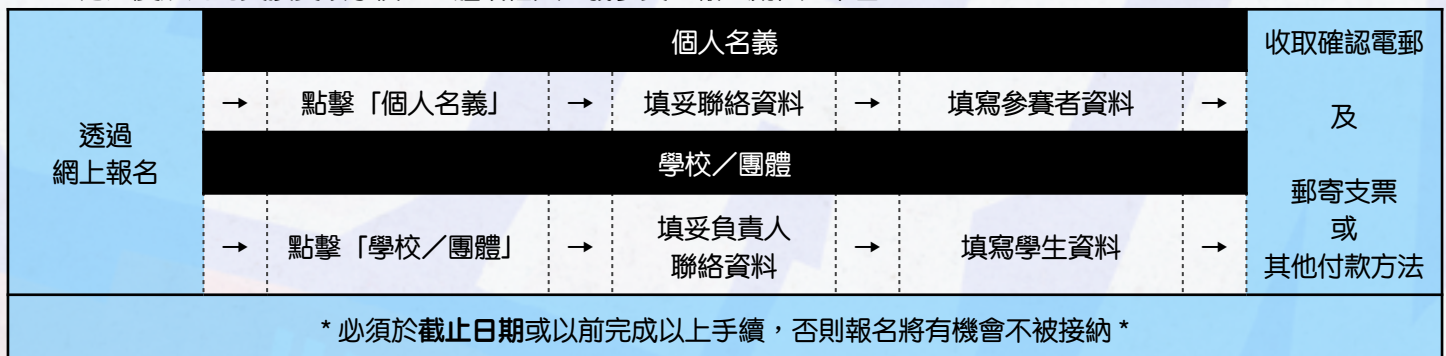 透過
網上報名
個人名義
→ 點擊「個人名義」 → 填妥聯絡資料 → 填寫參賽者資料 →
學校／團體
→ 點擊「學校／團體」 → 填妥負責人
聯絡資料 → 填寫學生資料 →
收取確認電郵
及
郵寄支票
或
其他付款方法
* 必須於截止日期或以前完成以上手續，否則報名將有機會不被接納 *